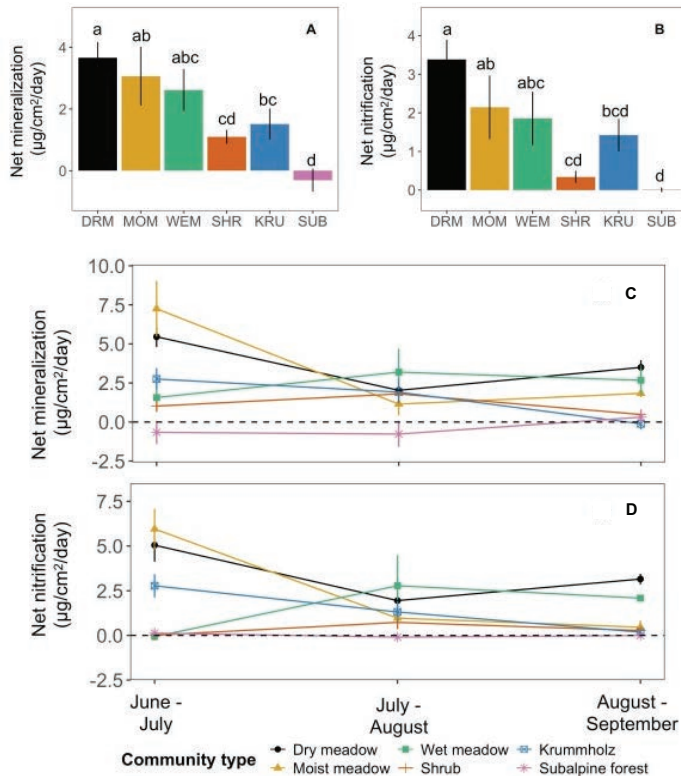 A
B
Net mineralization
(µg/cm²/day)
4
2
0
a
ab
abc
cd
bc
d
DRM MOM WEM SHR KRU SUB
Net nitrification
(µg/cm²/day)
4
3
2
1
0
a
ab
abc
cd
bcd
d
DRM MOM WEM SHR KRU SUB
C
Net mineralization
(µg/cm²/day)
10.0
7.5
5.0
2.5
0.0
-2.5
D
Net nitrification
(µg/cm²/day)
7.5
5.0
2.5
0.0
-2.5
June -
July
July -
August
August -
September
Community type
Dry meadow Wet meadow Krummholz
Moist meadow Shrub Subalpine forest